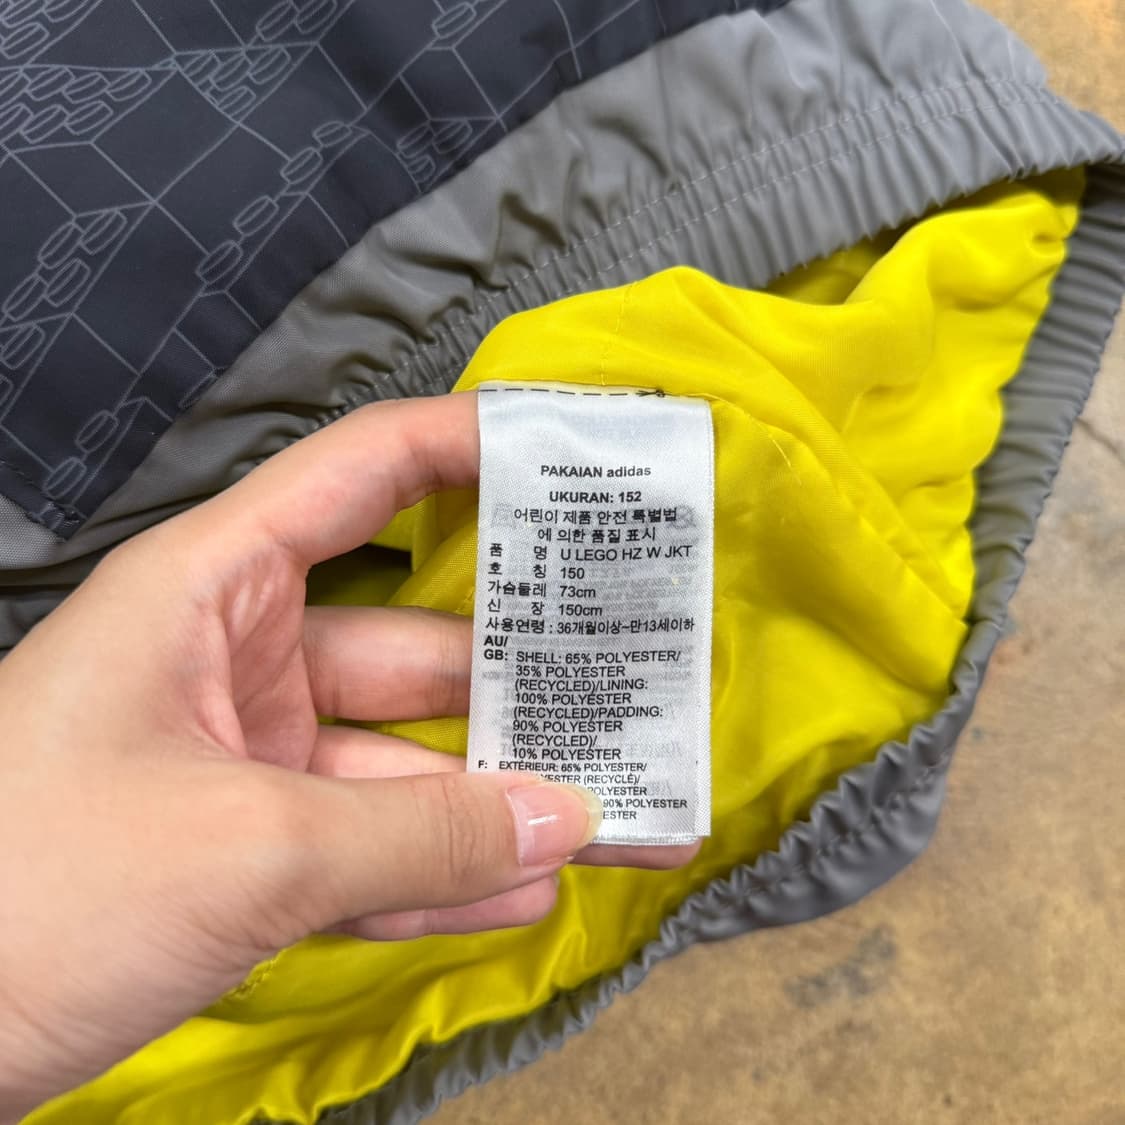 PAKAIAN adidas
UKURAN: 152
어린이 제품 안전 특별법
에 의한 품질 표시
품 명 U LEGO HZ W JKT
호 칭 150
가슴둘레 73cm
신 장 150cm
사용연령 : 36개월이상~만13세이하
AU/
GB: SHELL: 65% POLYESTER/
35% POLYESTER
(RECYCLED)/LINING:
100% POLYESTER
(RECYCLED)/PADDING:
90% POLYESTER
(RECYCLED)/
10% POLYESTER
F: EXTÉRIEUR: 65% POLYESTER/
(RECYCLÉ)/
POLYESTER
90% POLYESTER